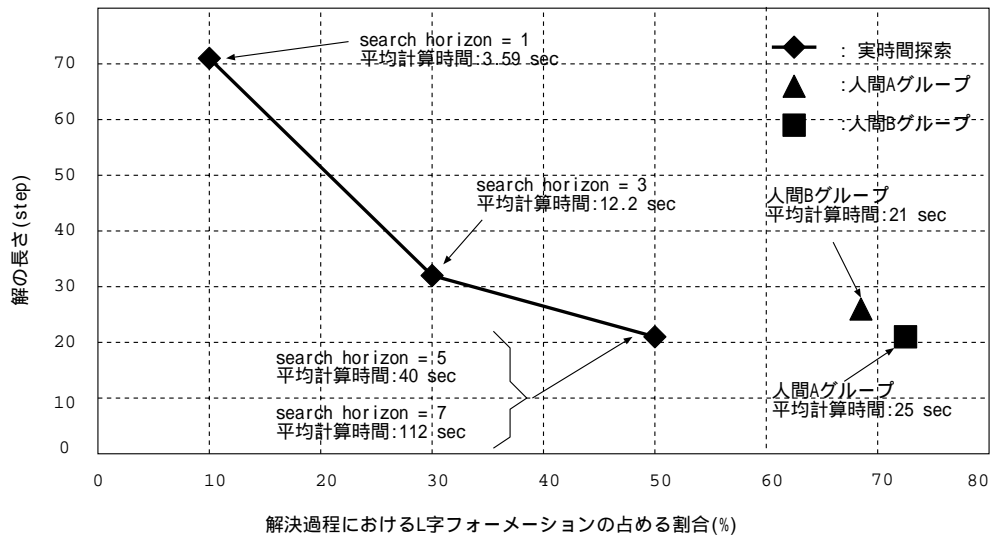 search horizon = 1
平均計算時間:3.59 sec
: 実時間探索
:人間Aグループ
:人間Bグループ
search horizon = 3
平均計算時間:12.2 sec
人間Bグループ
平均計算時間:21 sec
search horizon = 5
平均計算時間:40 sec
search horizon = 7
平均計算時間:112 sec
人間Aグループ
平均計算時間:25 sec
解の長さ(step)
70
60
50
40
30
20
10
0
0 10 20 30 40 50 60 70 80
解決過程におけるL字フォーメーションの占める割合(%)